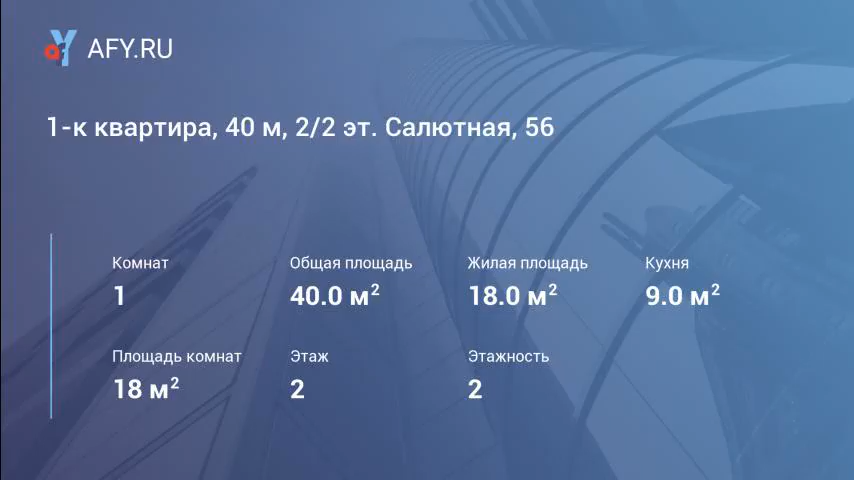 AFY.RU
1-к квартира, 40 м, 2/2 эт. Салютная, 56
Комнат Общая площадь Жилая площадь Кухня
1 40.0 м² 18.0 м² 9.0 м²
Площадь комнат Этаж Этажность
18 м² 2 2